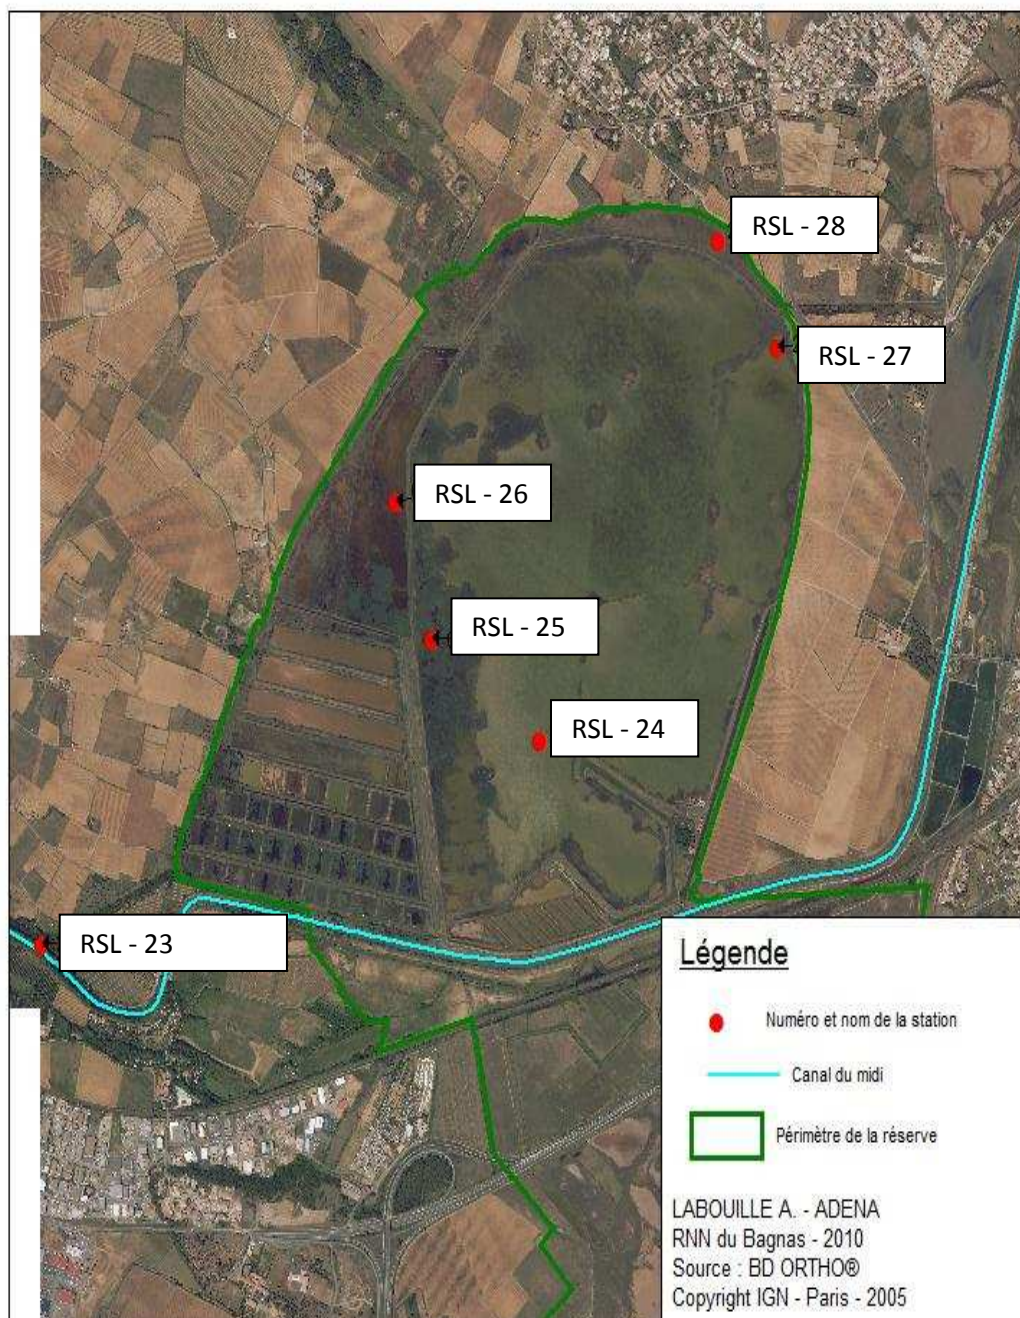 RSL - 28
RSL - 27
RSL - 26
RSL - 25
RSL - 24
RSL - 23
Légende
Numéro et nom de la station
Canal du midi
Périmètre de la réserve
LABOUILLE A. - ADENA
RNN du Bagnas - 2010
Source : BD ORTHO®
Copyright IGN - Paris - 2005